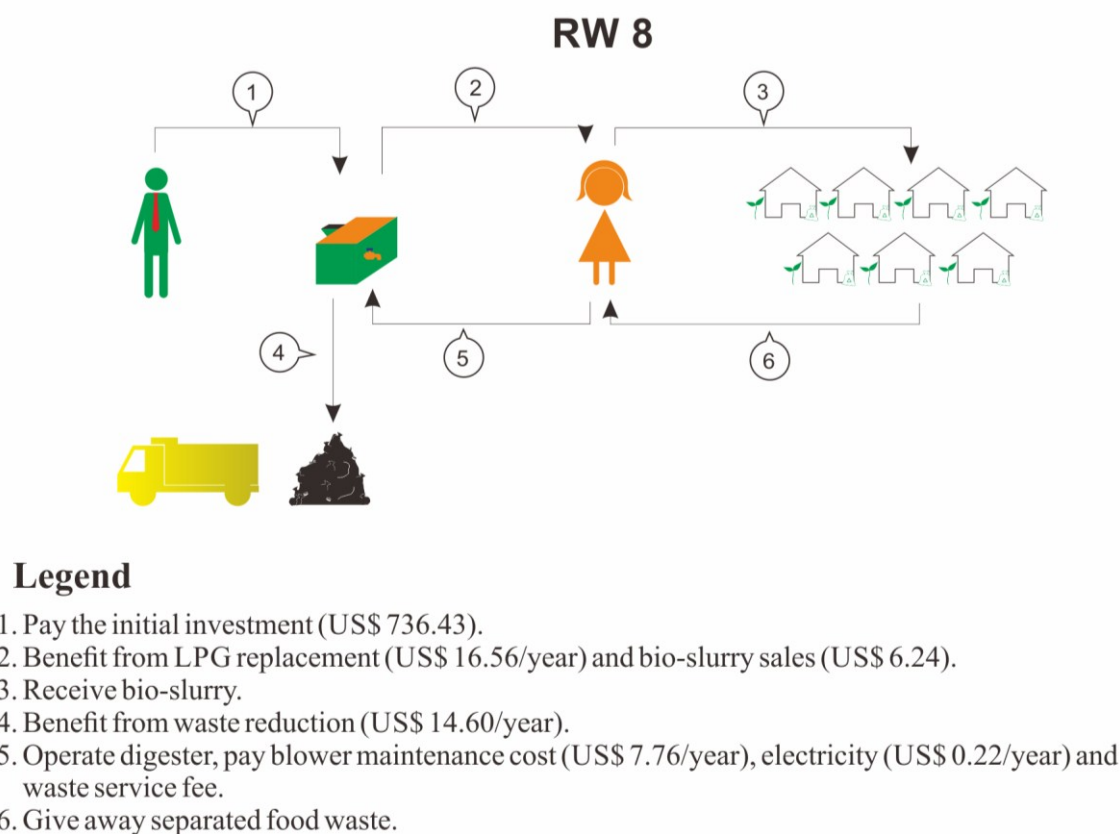 RW 8
1
2
3
4
5
6
Legend
1. Pay the initial investment (US$ 736.43).
2. Benefit from LPG replacement (US$ 16.56/year) and bio-slurry sales (US$ 6.24).
3. Receive bio-slurry.
4. Benefit from waste reduction (US$ 14.60/year).
5. Operate digester, pay blower maintenance cost (US$ 7.76/year), electricity (US$ 0.22/year) and
waste service fee.
6. Give away separated food waste.